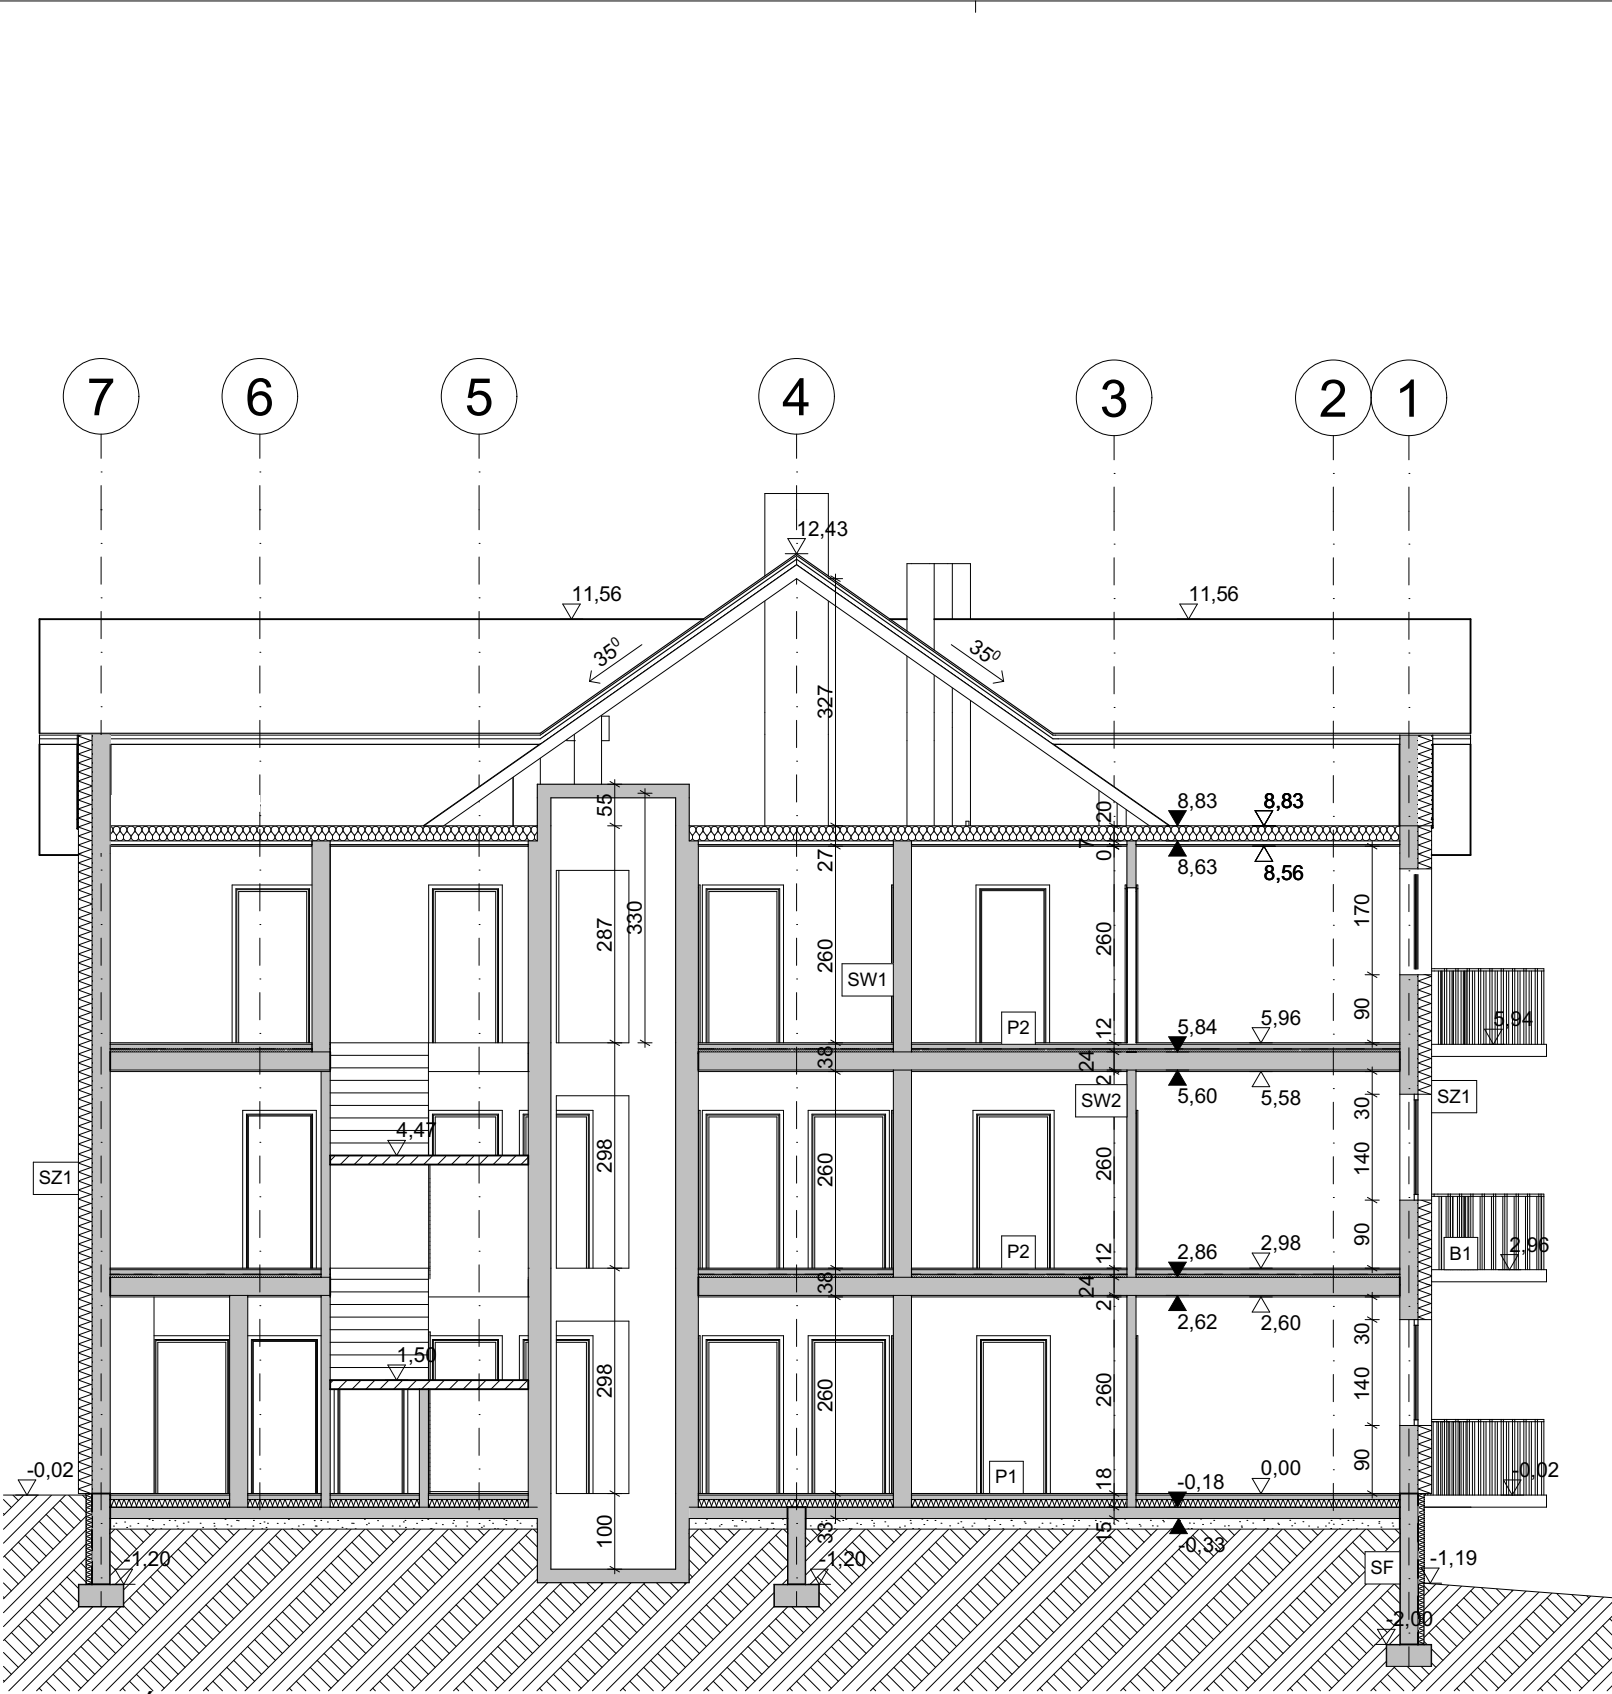 7 6 5 4 3 2 1
12,43
11,56 11,56
35⁰ 35⁰
327
55 20 8,83 8,83
27 7 0 8,63 8,56
287 330 260 260 170
SW1
P2 12 5,84 5,96 90 5,94
38 24 2 5,60 5,58
SW2 30 SZ1
4,47
298 260 260 140
SZ1
P2 12 2,86 2,98 90 B1 2,96
38 24 2 2,62 2,60
30
1,50
298 260 260 140
-0,02 P1 18 -0,18 0,00 90 -0,02
100 33 15 -0,33
-1,20 -1,20 SF -1,19
-2,00